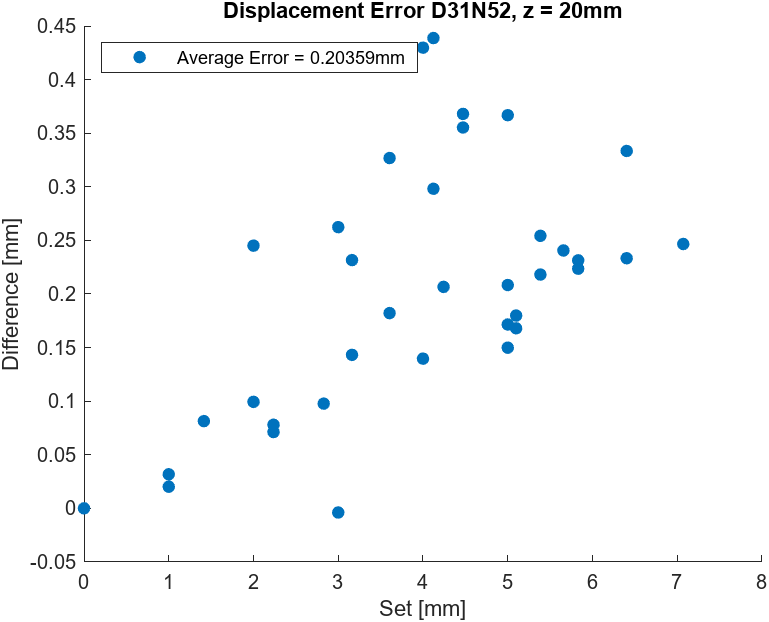 Displacement Error D31N52, z = 20mm
Average Error = 0.20359mm
0.45
0.4
0.35
0.3
0.25
0.2
0.15
0.1
0.05
0
-0.05
Difference [mm]
0 1 2 3 4 5 6 7 8
Set [mm]